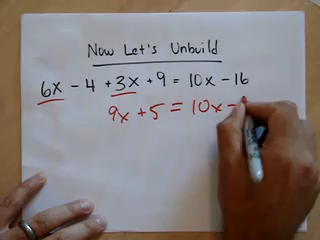 Now Let's Unbuild
6x - 4 + 3x + 9 = 10x - 16
9x + 5 = 10x -